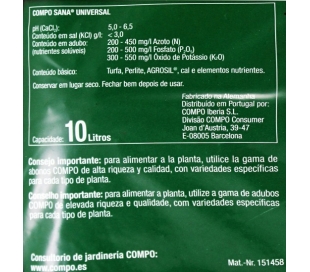 COMPO SANA® UNIVERSAL
pH (CaCl₂): 5,0 - 6,5
Conteúdo em sal (KCl) g/l: < 3,0
Conteúdo em adubo: 200 - 450 mg/l Azoto (N)
(nutrientes solúveis) 200 - 500 mg/l Fosfato (P₂O₅)
300 - 550 mg/l Óxido de Potássio (K₂O)
Conteúdo básico: Turfa, Perlite, AGROSIL®, cal e elementos nutrientes.
Conservar em lugar seco. Fechar bem depois de usar.
Fabricado na Alemanha
Distribuido em Portugal por:
COMPO Iberia S.L.
Divisão COMPO Consumer
Joan d'Austria, 39-47
E-08005 Barcelona
Capacidade: 10 Litros
Consejo importante: para alimentar a la planta, utilice la gama de
abonos COMPO de alta riqueza y calidad, con variedades específicas
para cada tipo de planta.
Conselho importante: para alimentar a planta, utilize a gama de adubos
COMPO de elevada riqueza e qualidade, com variedades específicas
para cada tipo de planta.
Consultorio de jardinería COMPO:
www.compo.es
Mat.-Nr. 151458